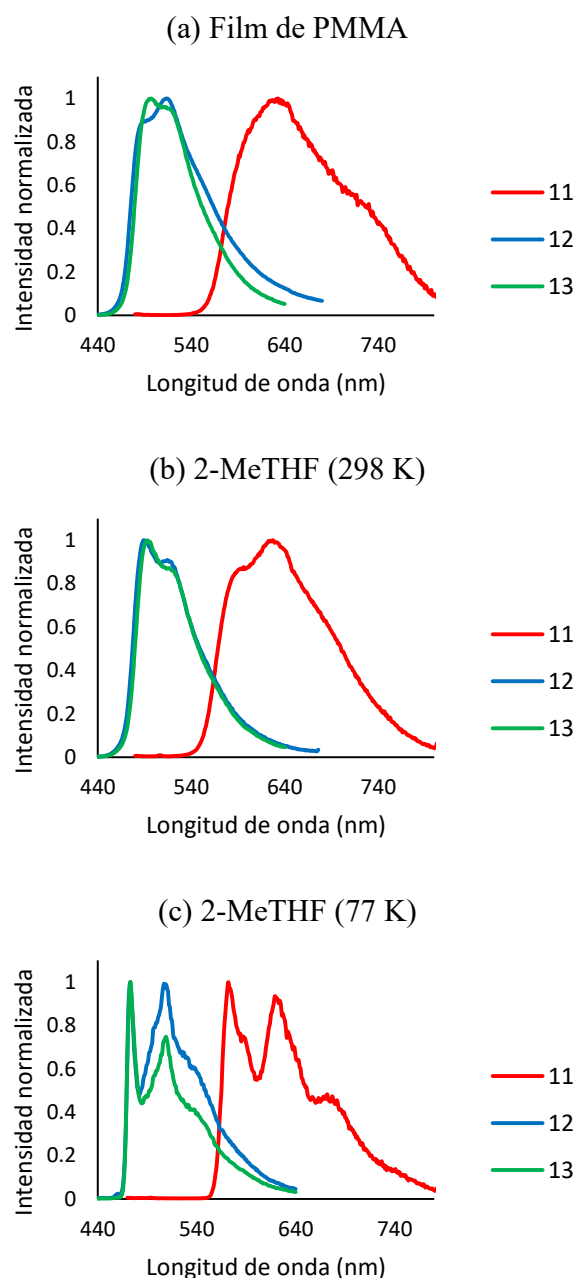 (a) Film de PMMA
Intensidad normalizada
1
0.8
0.6
0.4
0.2
0
440 540 640 740
Longitud de onda (nm)
11
12
13
(b) 2-MeTHF (298 K)
Intensidad normalizada
1
0.8
0.6
0.4
0.2
0
440 540 640 740
Longitud de onda (nm)
11
12
13
(c) 2-MeTHF (77 K)
Intensidad normalizada
1
0.8
0.6
0.4
0.2
0
440 540 640 740
Longitud de onda (nm)
11
12
13